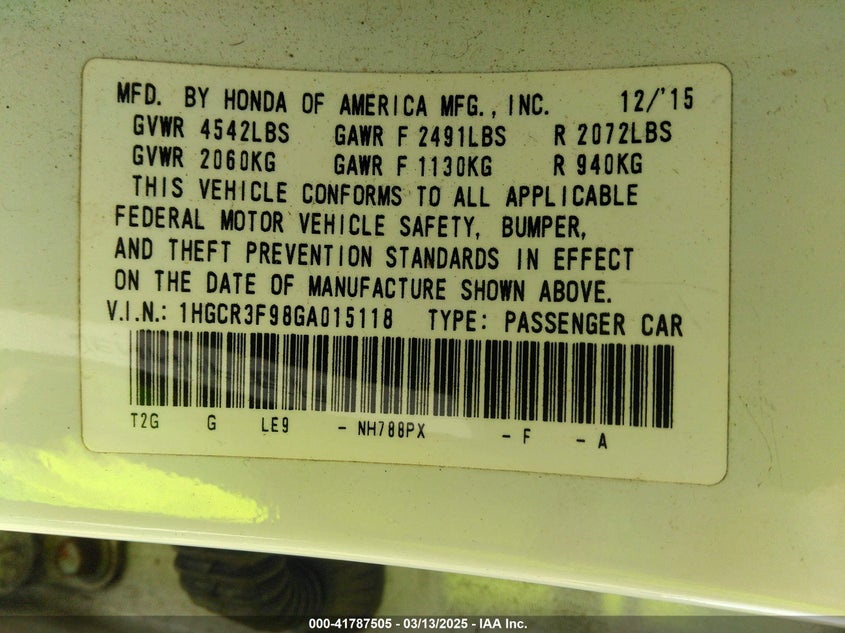 MFD. BY HONDA OF AMERICA MFG., INC. 12/'15
GVWR 4542LBS GAWR F 2491LBS R 2072LBS
GVWR 2060KG GAWR F 1130KG R 940KG
THIS VEHICLE CONFORMS TO ALL APPLICABLE
FEDERAL MOTOR VEHICLE SAFETY, BUMPER,
AND THEFT PREVENTION STANDARDS IN EFFECT
ON THE DATE OF MANUFACTURE SHOWN ABOVE.
V.I.N.: 1HGCR3F98GA015118 TYPE: PASSENGER CAR
T2G G LE9 - NH788PX - F - A
000-41787505 - 03/13/2025 - IAA Inc.